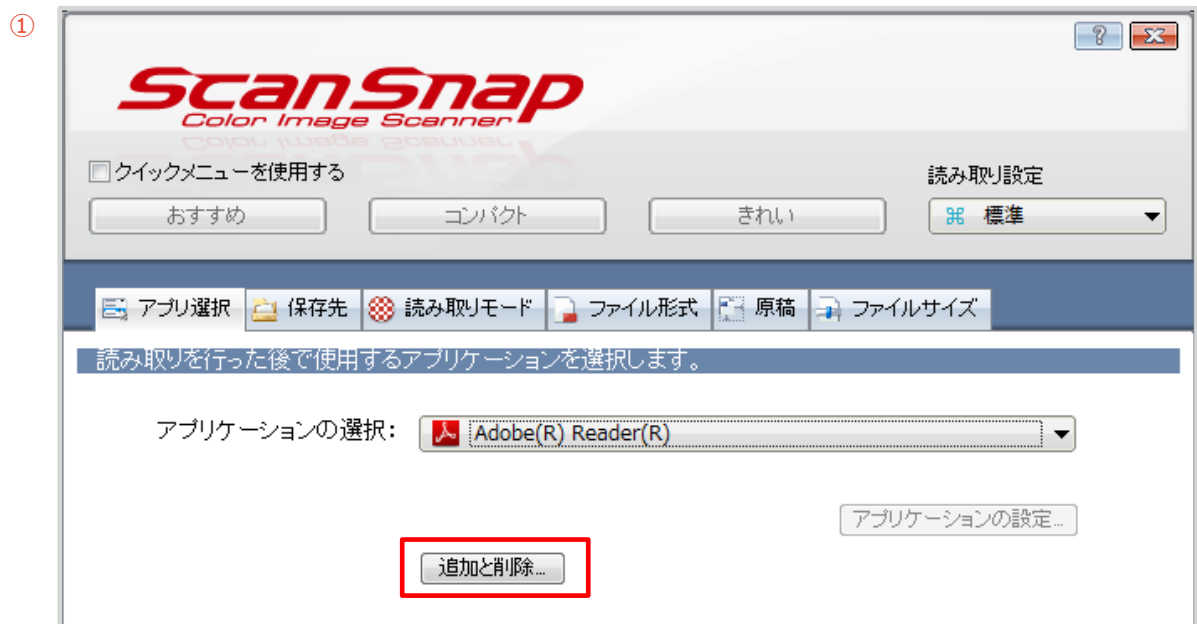 ①
ScanSnap
Color Image Scanner
クイックメニューを使用する
読み取り設定
おすすめ
コンパクト
きれい
標準
アプリ選択
保存先
読み取りモード
ファイル形式
原稿
ファイルサイズ
読み取りを行った後で使用するアプリケーションを選択します。
アプリケーションの選択:
Adobe(R) Reader(R)
アプリケーションの設定...
追加と削除...